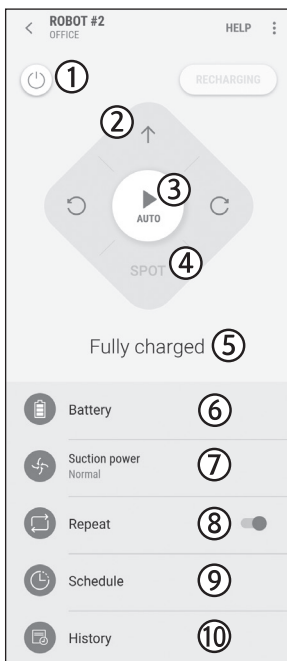 ROBOT #2
OFFICE
HELP
①
RECHARGING
②
③
AUTO
SPOT ④
Fully charged ⑤
Battery ⑥
Suction power
Normal ⑦
Repeat ⑧
Schedule ⑨
History ⑩